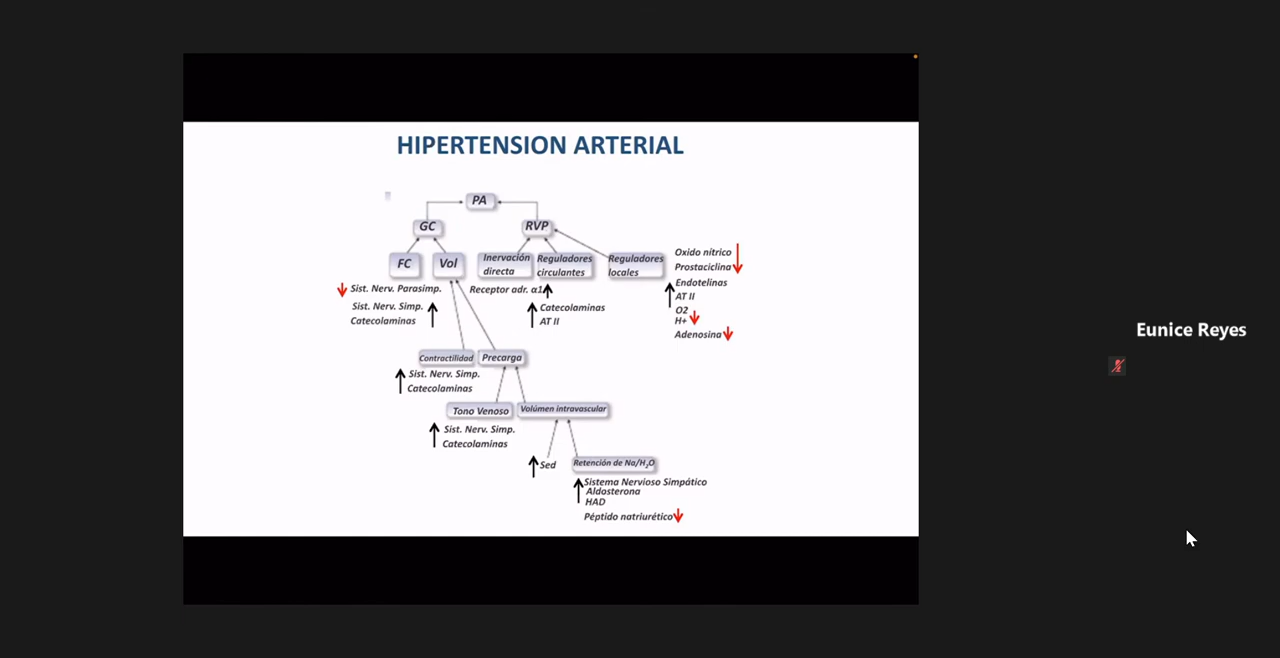 HIPERTENSION ARTERIAL
PA
GC
RVP
FC
Vol
Inervación
directa
Reguladores
circulantes
Reguladores
locales
Oxido nítrico
Prostaciclina
Endotelinas
AT II
O2
H+
Adenosina
Sist. Nerv. Parasimp.
Sist. Nerv. Simp.
Catecolaminas
Receptor adr. α1
Catecolaminas
AT II
Contractilidad
Precarga
Sist. Nerv. Simp.
Catecolaminas
Tono Venoso
Volúmen intravascular
Sist. Nerv. Simp.
Catecolaminas
Sed
Retención de Na/H₂O
Sistema Nervioso Simpático
Aldosterona
HAD
Péptido natriurético
Eunice Reyes